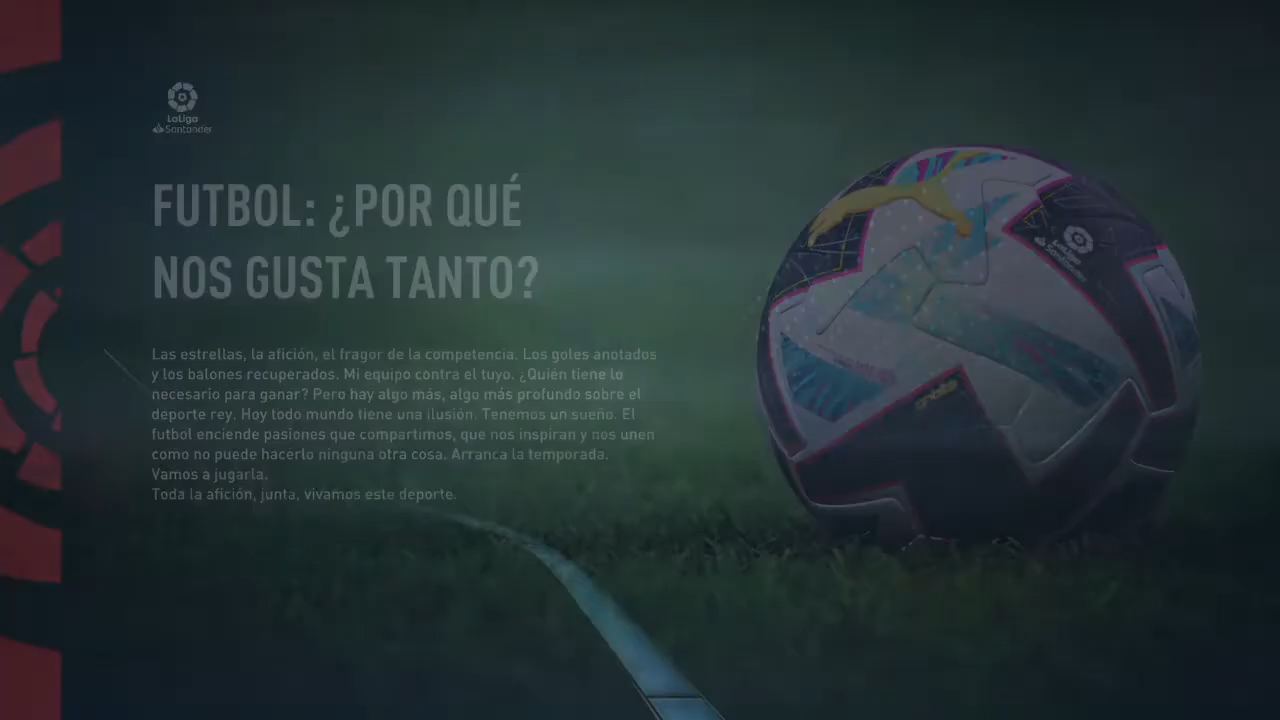 LaLiga
Santander
FUTBOL: ¿POR QUÉ
NOS GUSTA TANTO?
Las estrellas, la afición, el fragor de la competencia. Los goles anotados
y los balones recuperados. Mi equipo contra el tuyo. ¿Quién tiene lo
necesario para ganar? Pero hay algo más, algo más profundo sobre el
deporte rey. Hoy todo mundo tiene una ilusión. Tenemos un sueño. El
futbol enciende pasiones que compartimos, que nos inspiran y nos unen
como no puede hacerlo ninguna otra cosa. Arranca la temporada.
Vamos a jugarla.
Toda la afición, junta, vivamos este deporte.